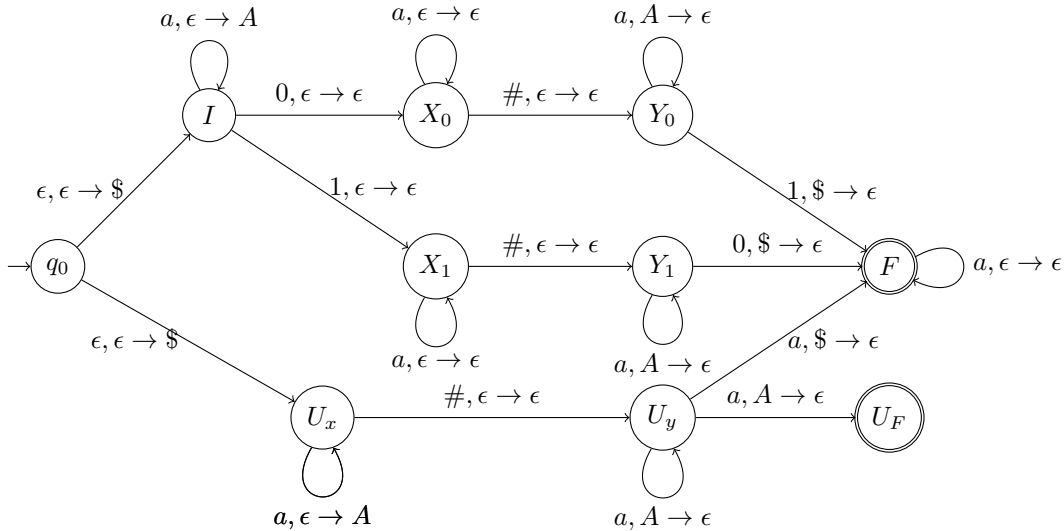 a, ϵ → A
a, ϵ → ϵ
a, A → ϵ
I
0, ϵ → ϵ
X₀
#, ϵ → ϵ
Y₀
ϵ, ϵ → $
1, ϵ → ϵ
1, $ → ϵ
q₀
X₁
#, ϵ → ϵ
Y₁
0, $ → ϵ
F
a, ϵ → ϵ
ϵ, ϵ → $
a, ϵ → ϵ
a, A → ϵ
a, $ → ϵ
Uₓ
#, ϵ → ϵ
U_y
a, A → ϵ
U_F
a, ϵ → A
a, A → ϵ